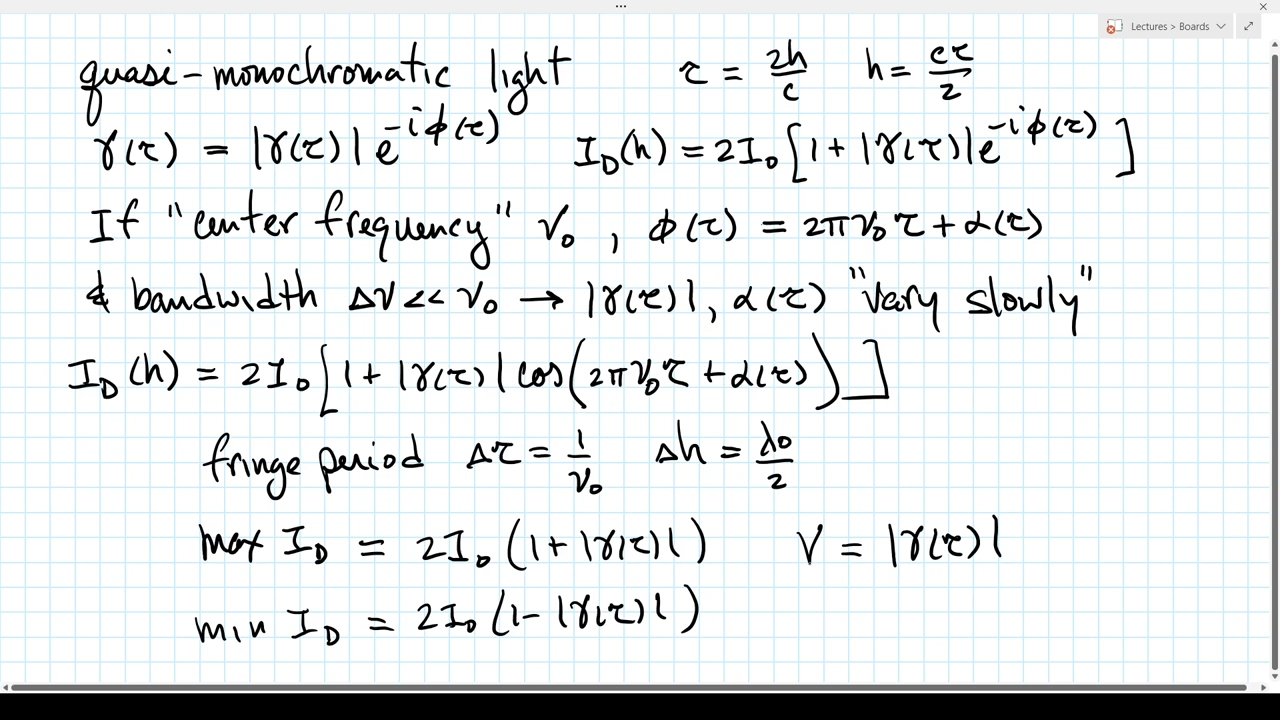 Lectures > Boards
quasi-monochromatic light τ = 2h/c h = cτ/2
γ(τ) = |γ(τ)| e^{-iϕ(τ)} I_D(h) = 2I_0 [1 + |γ(τ)| e^{-iϕ(τ)}]
If "center frequency" ν_0, ϕ(τ) = 2πν_0τ + α(τ)
& bandwidth Δν << ν_0 → |γ(τ)|, α(τ) "vary slowly"
I_D(h) = 2I_0 [1 + |γ(τ)| cos(2πν_0τ + α(τ))]
fringe period Δτ = 1/ν_0 Δh = λ_0/2
max I_D = 2I_0 (1 + |γ(τ)|) V = |γ(τ)|
min I_D = 2I_0 (1 - |γ(τ)|)